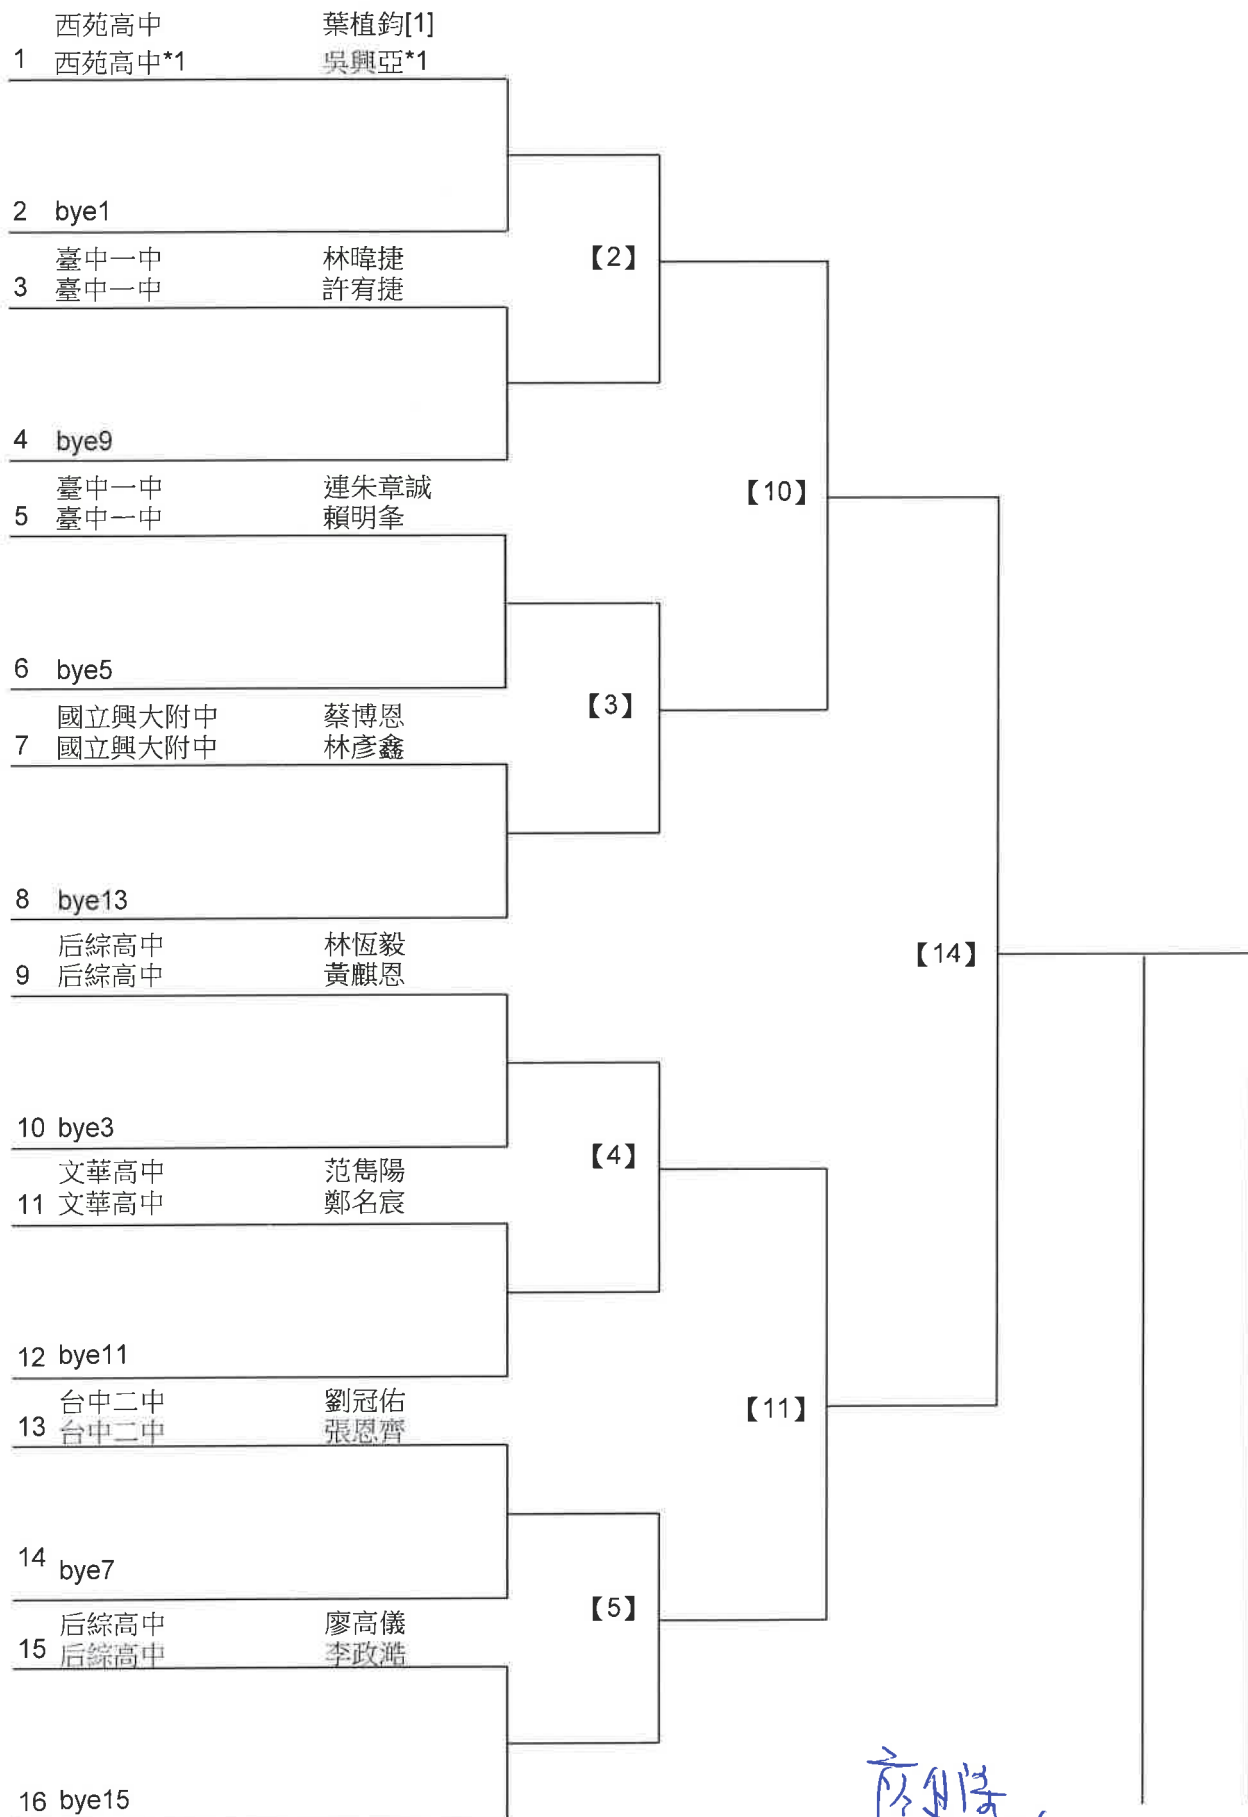 西苑高中 葉植鈞[1]
1 西苑高中*1 吳興亞*1
2 bye1
臺中一中 林暐捷
3 臺中一中 許宥捷
【2】
4 bye9
臺中一中 連朱章誠
5 臺中一中 賴明夆
【10】
6 bye5
國立興大附中 蔡博恩
7 國立興大附中 林彥鑫
【3】
8 bye13
后綜高中 林恆毅
9 后綜高中 黃麒恩
【14】
10 bye3
文華高中 范雋陽
11 文華高中 鄭名宸
【4】
12 bye11
台中二中 劉冠佑
13 台中二中 張恩齊
【11】
14 bye7
后綜高中 廖高儀
15 后綜高中 李政澔
【5】
16 bye15